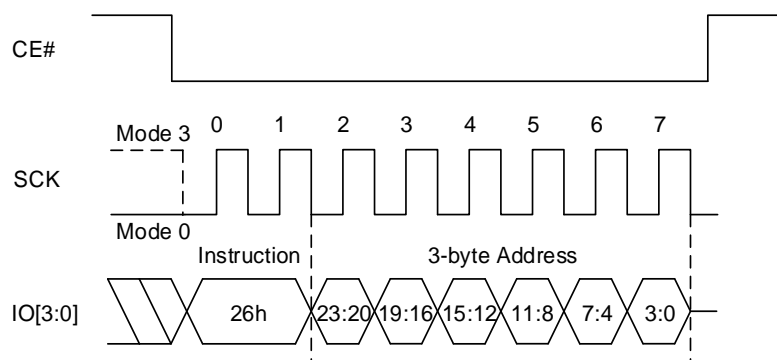 CE#
Mode 3 0 1 2 3 4 5 6 7
SCK
Mode 0
Instruction 3-byte Address
IO[3:0] 26h 23:20 19:16 15:12 11:8 7:4 3:0